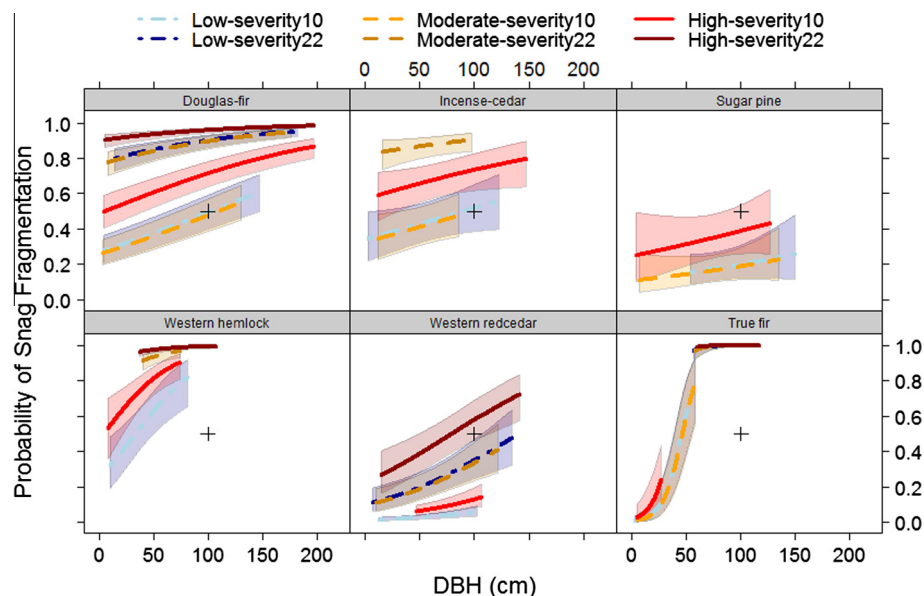 Low-severity10 Moderate-severity10 High-severity10
Low-severity22 Moderate-severity22 High-severity22
0 50 100 200
Douglas-fir Incense-cedar Sugar pine
1.0
0.8
0.6
0.4
0.2
0.0
Probability of Snag Fragmentation
Western hemlock Western redcedar True fir
1.0
0.8
0.6
0.4
0.2
0.0
0 50 100 150 200 0 50 100 150 200
DBH (cm)